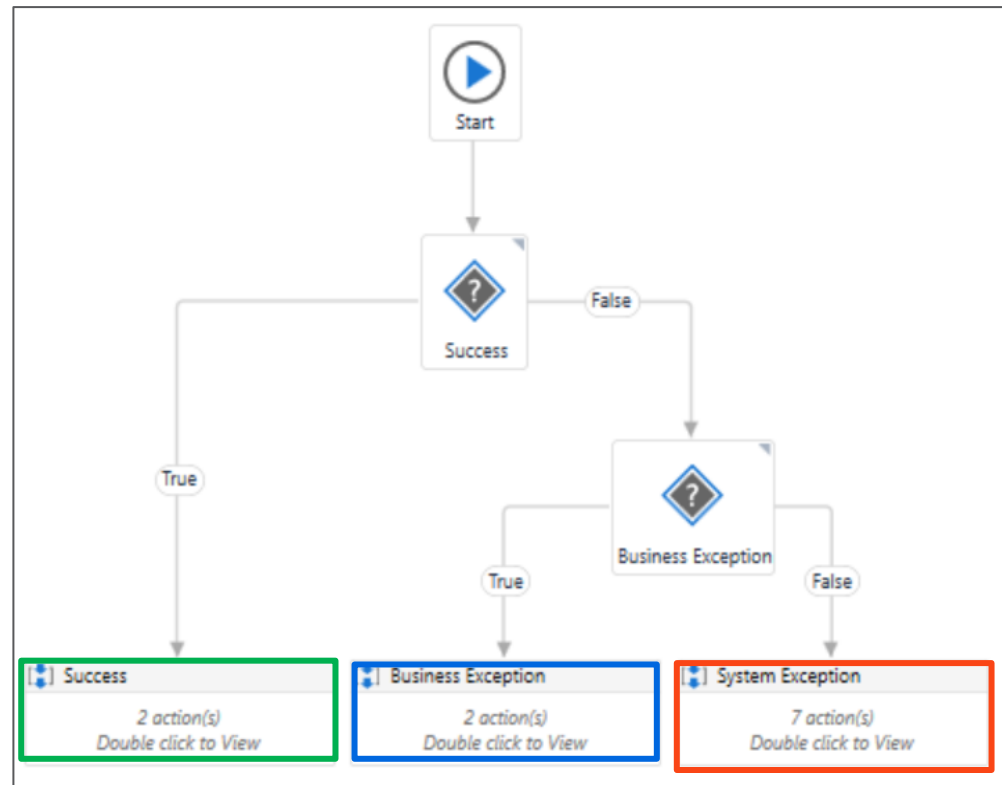 Start
Success
False
True
Business Exception
True
False
Success
2 action(s)
Double click to View
Business Exception
2 action(s)
Double click to View
System Exception
7 action(s)
Double click to View